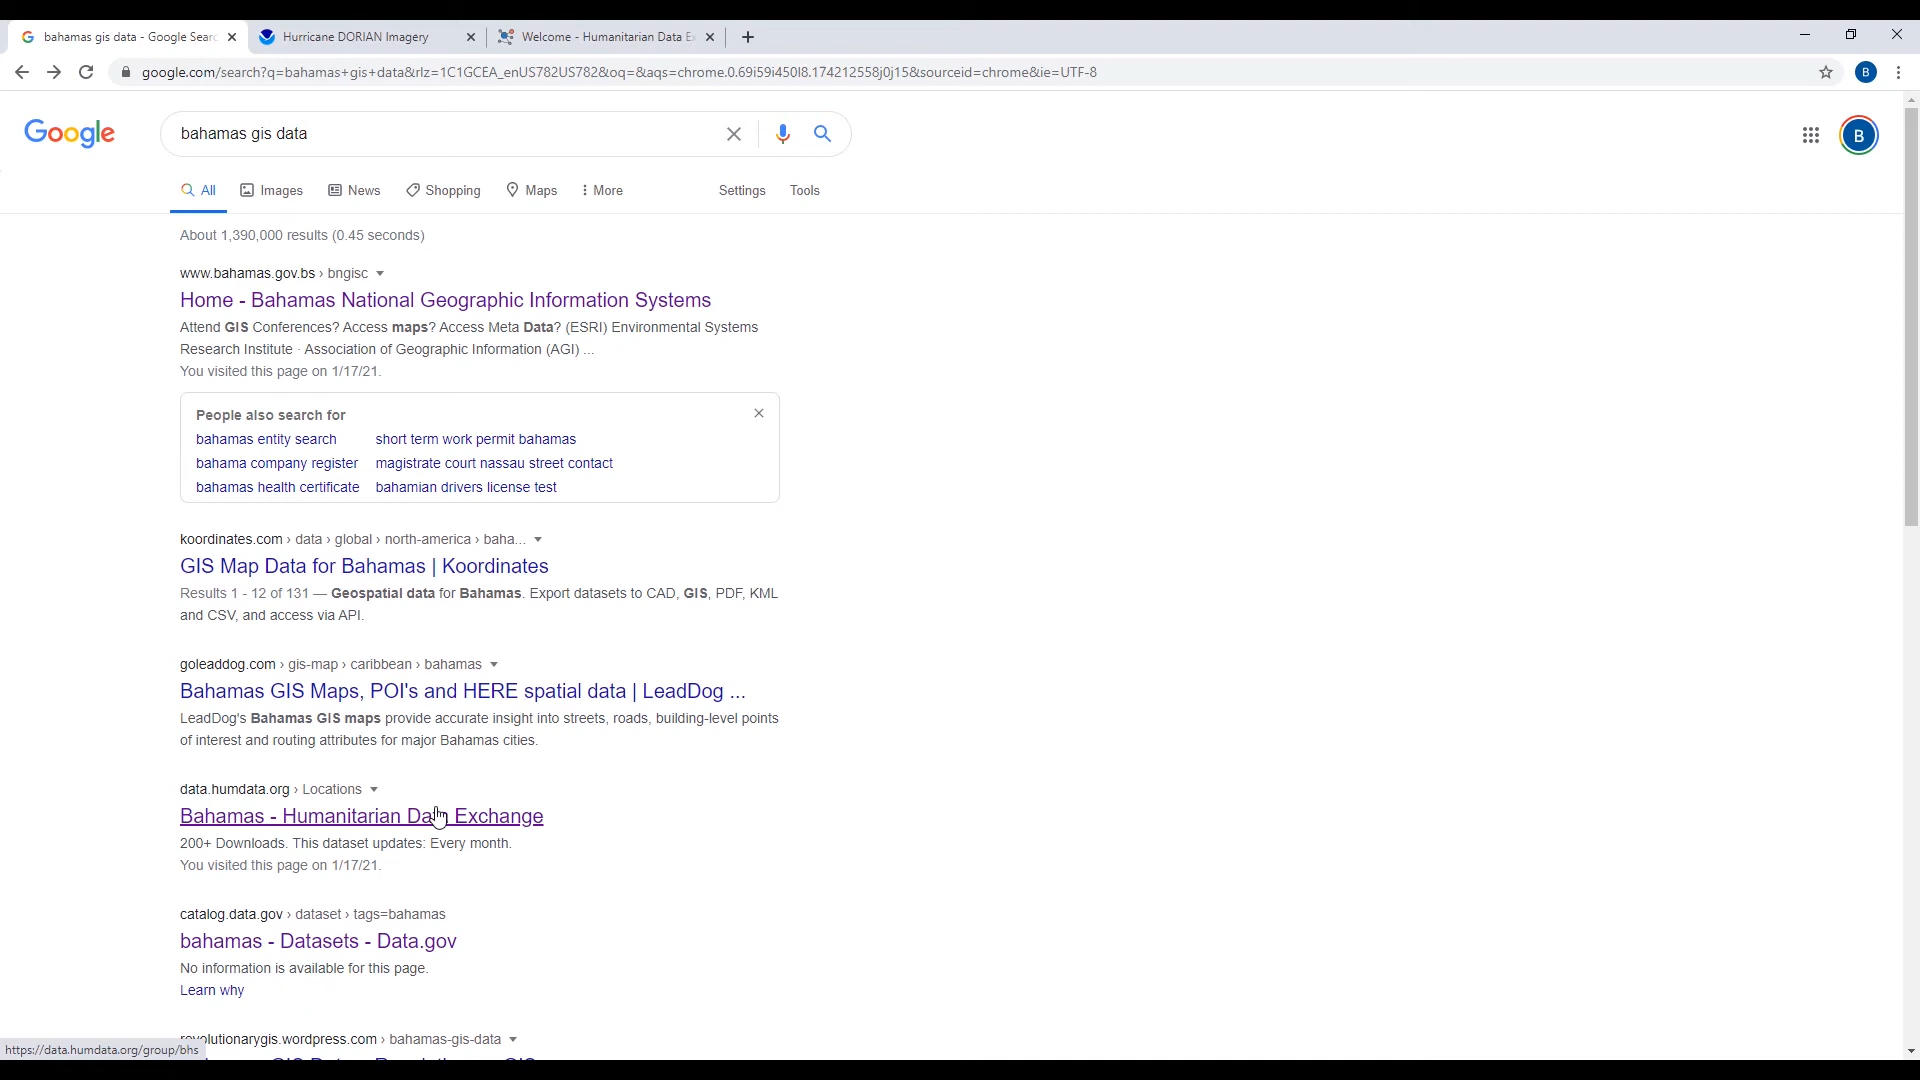 bahamas gis data - Google Sear
Hurricane DORIAN Imagery
Welcome - Humanitarian Data E
google.com/search?q=bahamas+gis+data&rlz=1C1GCEA_enUS782US782&oq=&aqs=chrome.0.69i59i450l8.174212558j0j15&sourceid=chrome&ie=UTF-8
B
Google
bahamas gis data
B
All Images News Shopping Maps More Settings Tools
About 1,390,000 results (0.45 seconds)
www.bahamas.gov.bs › bngisc
Home - Bahamas National Geographic Information Systems
Attend GIS Conferences? Access maps? Access Meta Data? (ESRI) Environmental Systems
Research Institute · Association of Geographic Information (AGI) ...
You visited this page on 1/17/21.
People also search for
bahamas entity search short term work permit bahamas
bahama company register magistrate court nassau street contact
bahamas health certificate bahamian drivers license test
koordinates.com › data › global › north-america › baha...
GIS Map Data for Bahamas | Koordinates
Results 1 - 12 of 131 — Geospatial data for Bahamas. Export datasets to CAD, GIS, PDF, KML
and CSV, and access via API.
goleaddog.com › gis-map › caribbean › bahamas
Bahamas GIS Maps, POI's and HERE spatial data | LeadDog ...
LeadDog's Bahamas GIS maps provide accurate insight into streets, roads, building-level points
of interest and routing attributes for major Bahamas cities.
data.humdata.org › Locations
Bahamas - Humanitarian Data Exchange
200+ Downloads. This dataset updates: Every month.
You visited this page on 1/17/21.
catalog.data.gov › dataset › tags=bahamas
bahamas - Datasets - Data.gov
No information is available for this page.
Learn why
revolutionarygis.wordpress.com › bahamas-gis-data
https://data.humdata.org/group/bhs